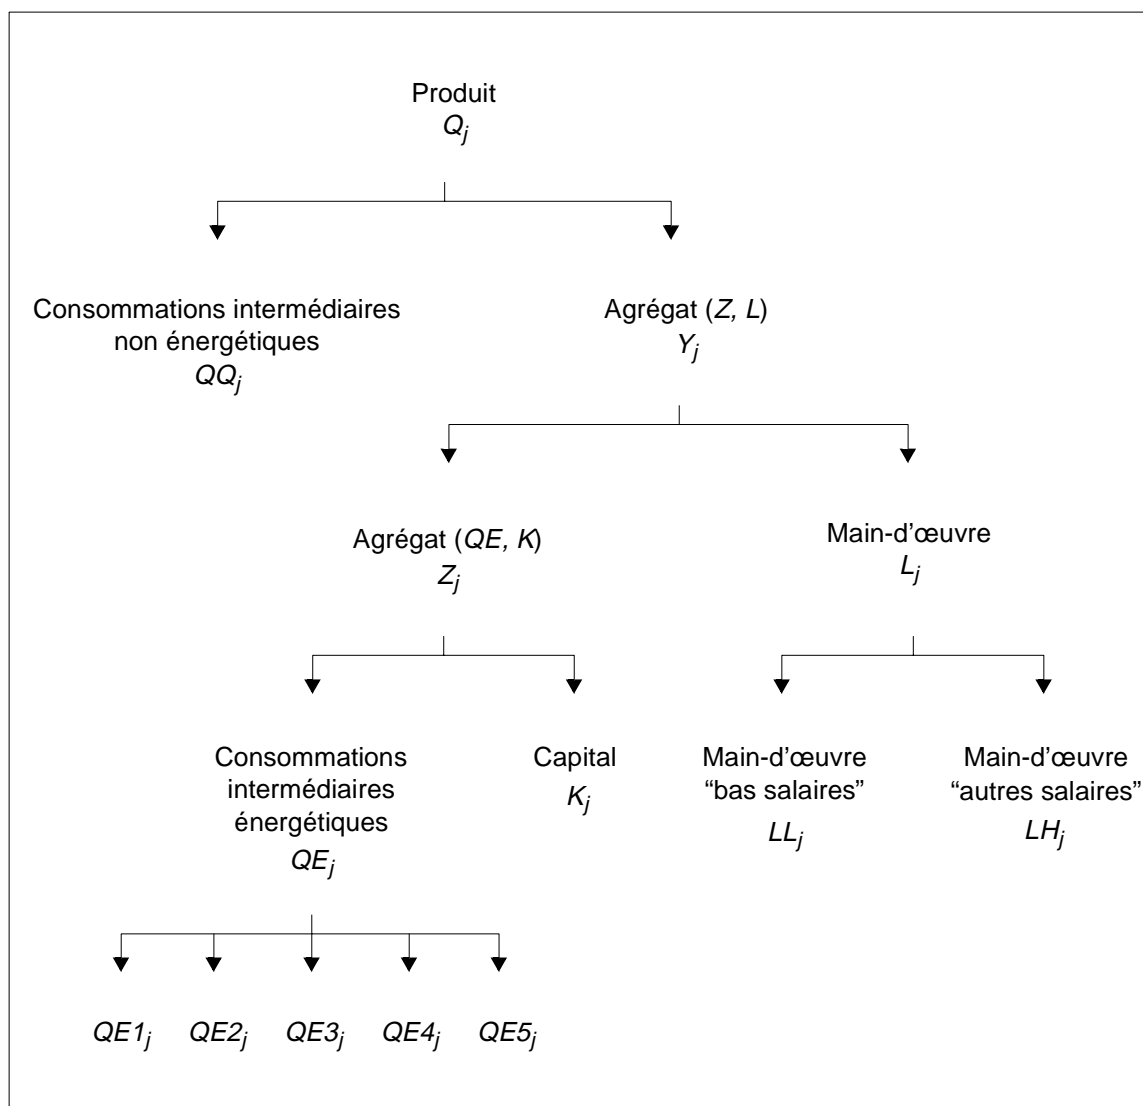 Produit
Qj
Consommations intermédiaires
non énergétiques
QQj
Agrégat (Z, L)
Yj
Agrégat (QE, K)
Zj
Main-d'œuvre
Lj
Consommations
intermédiaires
énergétiques
QEj
Capital
Kj
Main-d'œuvre
“bas salaires”
LLj
Main-d'œuvre
“autres salaires”
LHj
QE1j QE2j QE3j QE4j QE5j